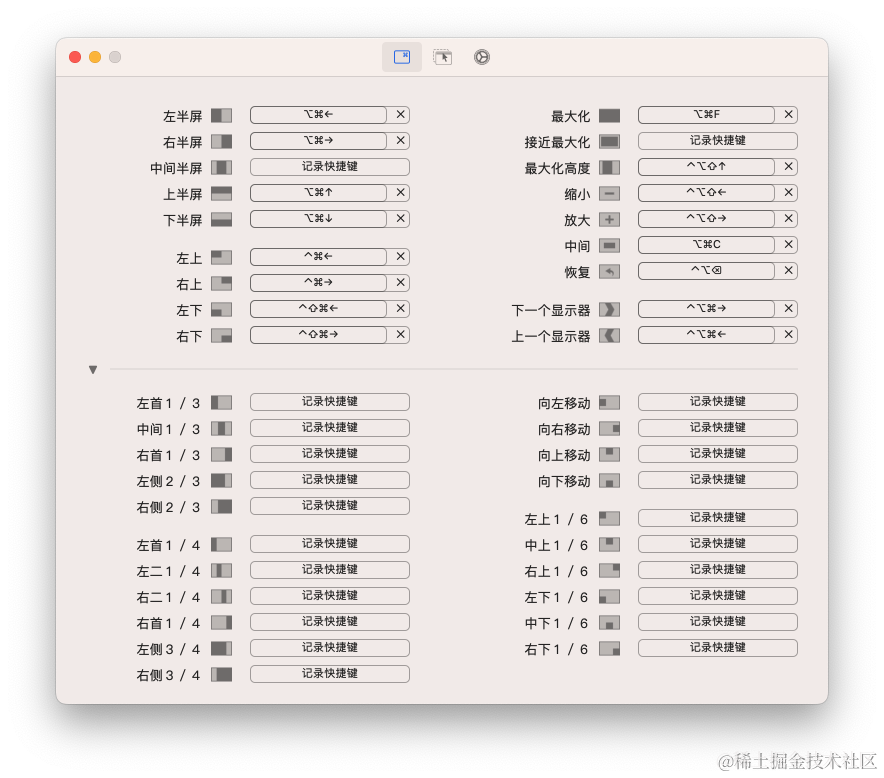 左半屏 ⌥⌘← ×
右半屏 ⌥⌘→ ×
中间半屏 记录快捷键
上半屏 ⌥⌘↑ ×
下半屏 ⌥⌘↓ ×
左上 ^⌘← ×
右上 ^⌘→ ×
左下 ^⇧⌘← ×
右下 ^⇧⌘→ ×
最大化 ⌥⌘F ×
接近最大化 记录快捷键
最大化高度 ^⌥⇧↑ ×
缩小 ^⌥⇧← ×
放大 ^⌥⇧→ ×
中间 ⌥⌘C ×
恢复 ^⌥⌫ ×
下一个显示器 ^⌥⌘→ ×
上一个显示器 ^⌥⌘← ×
左首 1 / 3 记录快捷键
中间 1 / 3 记录快捷键
右首 1 / 3 记录快捷键
左侧 2 / 3 记录快捷键
右侧 2 / 3 记录快捷键
左首 1 / 4 记录快捷键
左二 1 / 4 记录快捷键
右二 1 / 4 记录快捷键
右首 1 / 4 记录快捷键
左侧 3 / 4 记录快捷键
右侧 3 / 4 记录快捷键
向左移动 记录快捷键
向右移动 记录快捷键
向上移动 记录快捷键
向下移动 记录快捷键
左上 1 / 6 记录快捷键
中上 1 / 6 记录快捷键
右上 1 / 6 记录快捷键
左下 1 / 6 记录快捷键
中下 1 / 6 记录快捷键
右下 1 / 6 记录快捷键
@稀土掘金技术社区